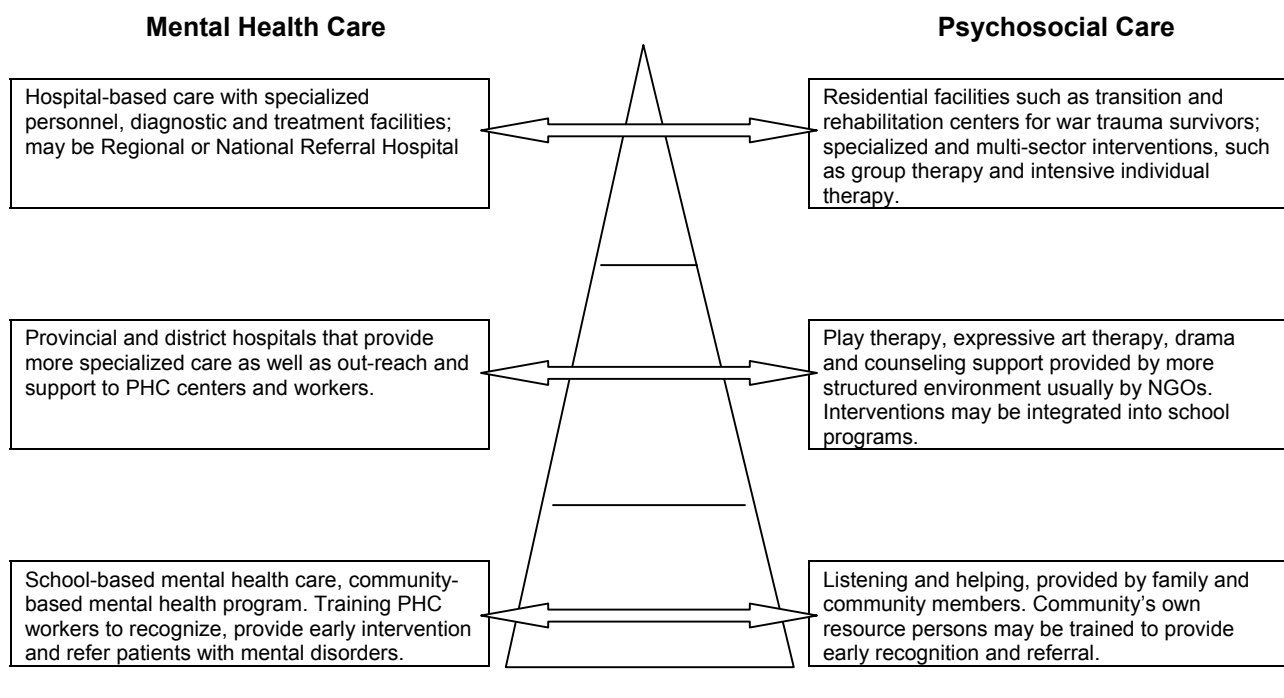 Mental Health Care
Psychosocial Care
Hospital-based care with specialized
personnel, diagnostic and treatment facilities;
may be Regional or National Referral Hospital
Residential facilities such as transition and
rehabilitation centers for war trauma survivors;
specialized and multi-sector interventions, such
as group therapy and intensive individual
therapy.
Provincial and district hospitals that provide
more specialized care as well as out-reach and
support to PHC centers and workers.
Play therapy, expressive art therapy, drama
and counseling support provided by more
structured environment usually by NGOs.
Interventions may be integrated into school
programs.
School-based mental health care, community-
based mental health program. Training PHC
workers to recognize, provide early intervention
and refer patients with mental disorders.
Listening and helping, provided by family and
community members. Community’s own
resource persons may be trained to provide
early recognition and referral.